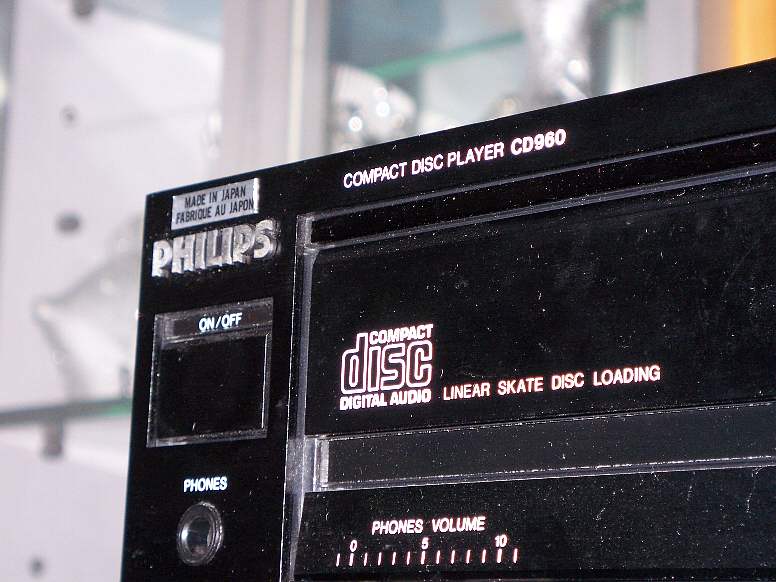 COMPACT DISC PLAYER CD960
MADE IN JAPAN
FABRIQUE AU JAPON
PHILIPS
ON/OFF
COMPACT
disc
DIGITAL AUDIO
LINEAR SKATE DISC LOADING
PHONES
PHONES VOLUME
0 5 10